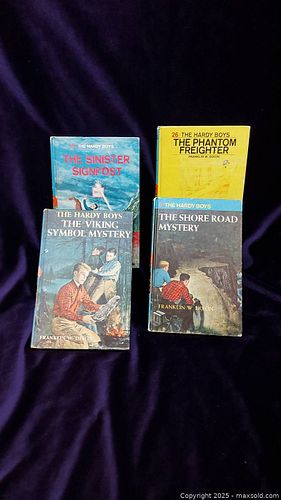 THE HARDY BOYS
THE SINISTER
SIGNPOST
26 THE HARDY BOYS
THE PHANTOM
FREIGHTER
FRANKLIN W. DIXON
THE HARDY BOYS
THE VIKING
SYMBOL MYSTERY
FRANKLIN W. DIXON
THE HARDY BOYS
THE SHORE ROAD
MYSTERY
FRANKLIN W. DIXON
Copyright © 2025 - maxsold.com